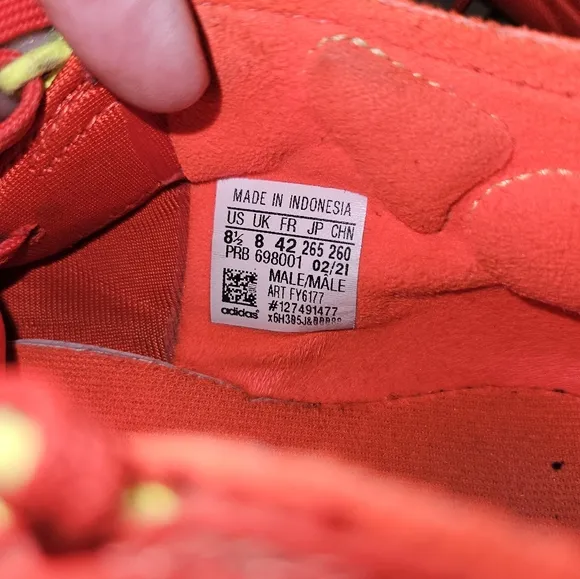 MADE IN INDONESIA
US UK FR JP CHN
8½ 8 42 265 260
PRB 698001 02/21
MALE/MÂLE
ART FY6177
#127491477
adidas